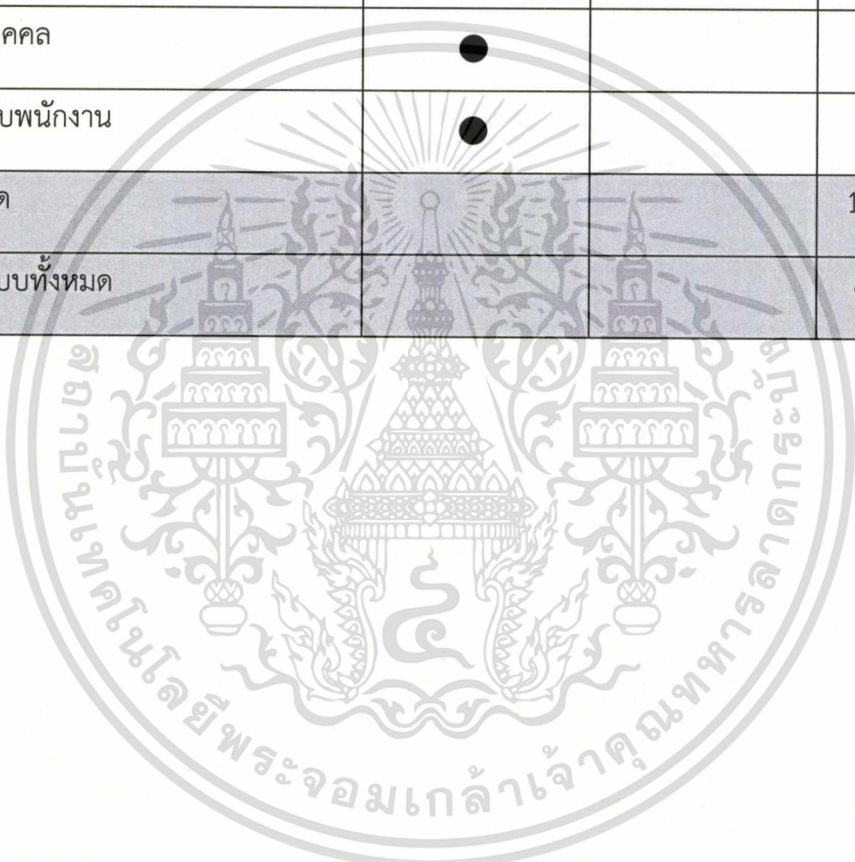 คคล ●
บพนักงาน ●
ด 1
บบทั้งหมด
สถาบันเทคโนโลยีพระจอมเกล้าเจ้าคุณทหารลาดกระบัง